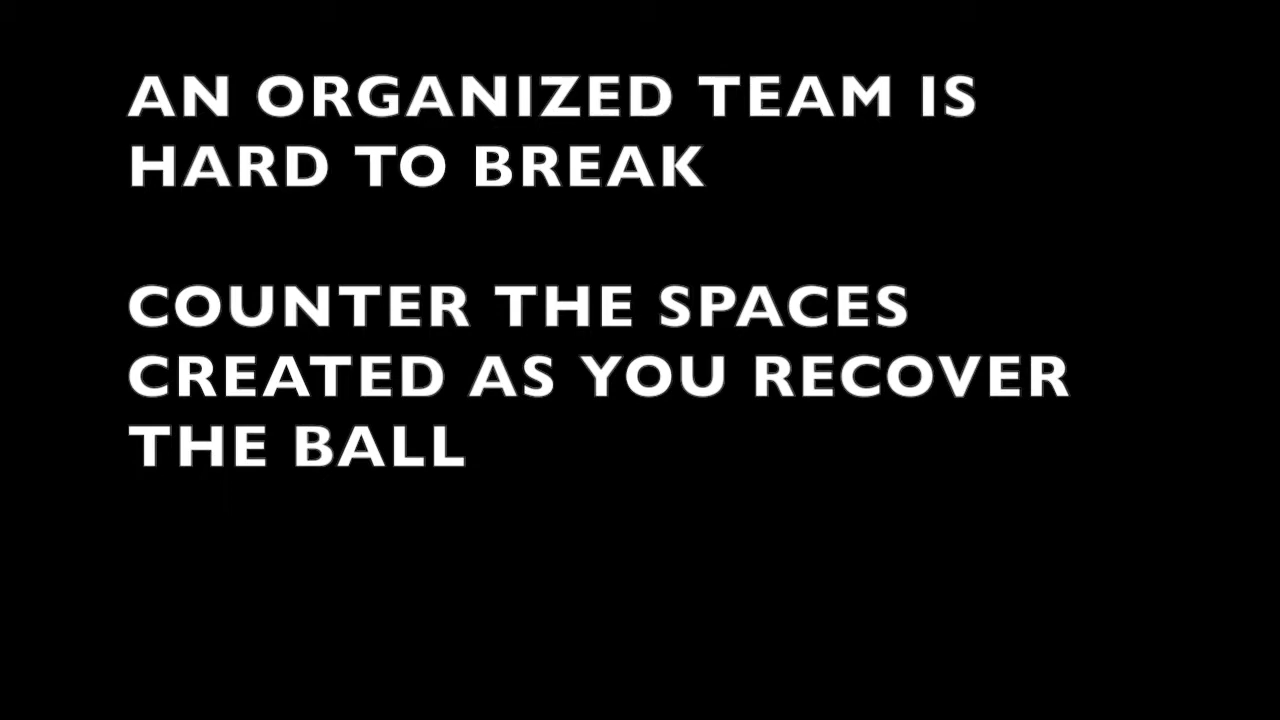 AN ORGANIZED TEAM IS
HARD TO BREAK
COUNTER THE SPACES
CREATED AS YOU RECOVER
THE BALL